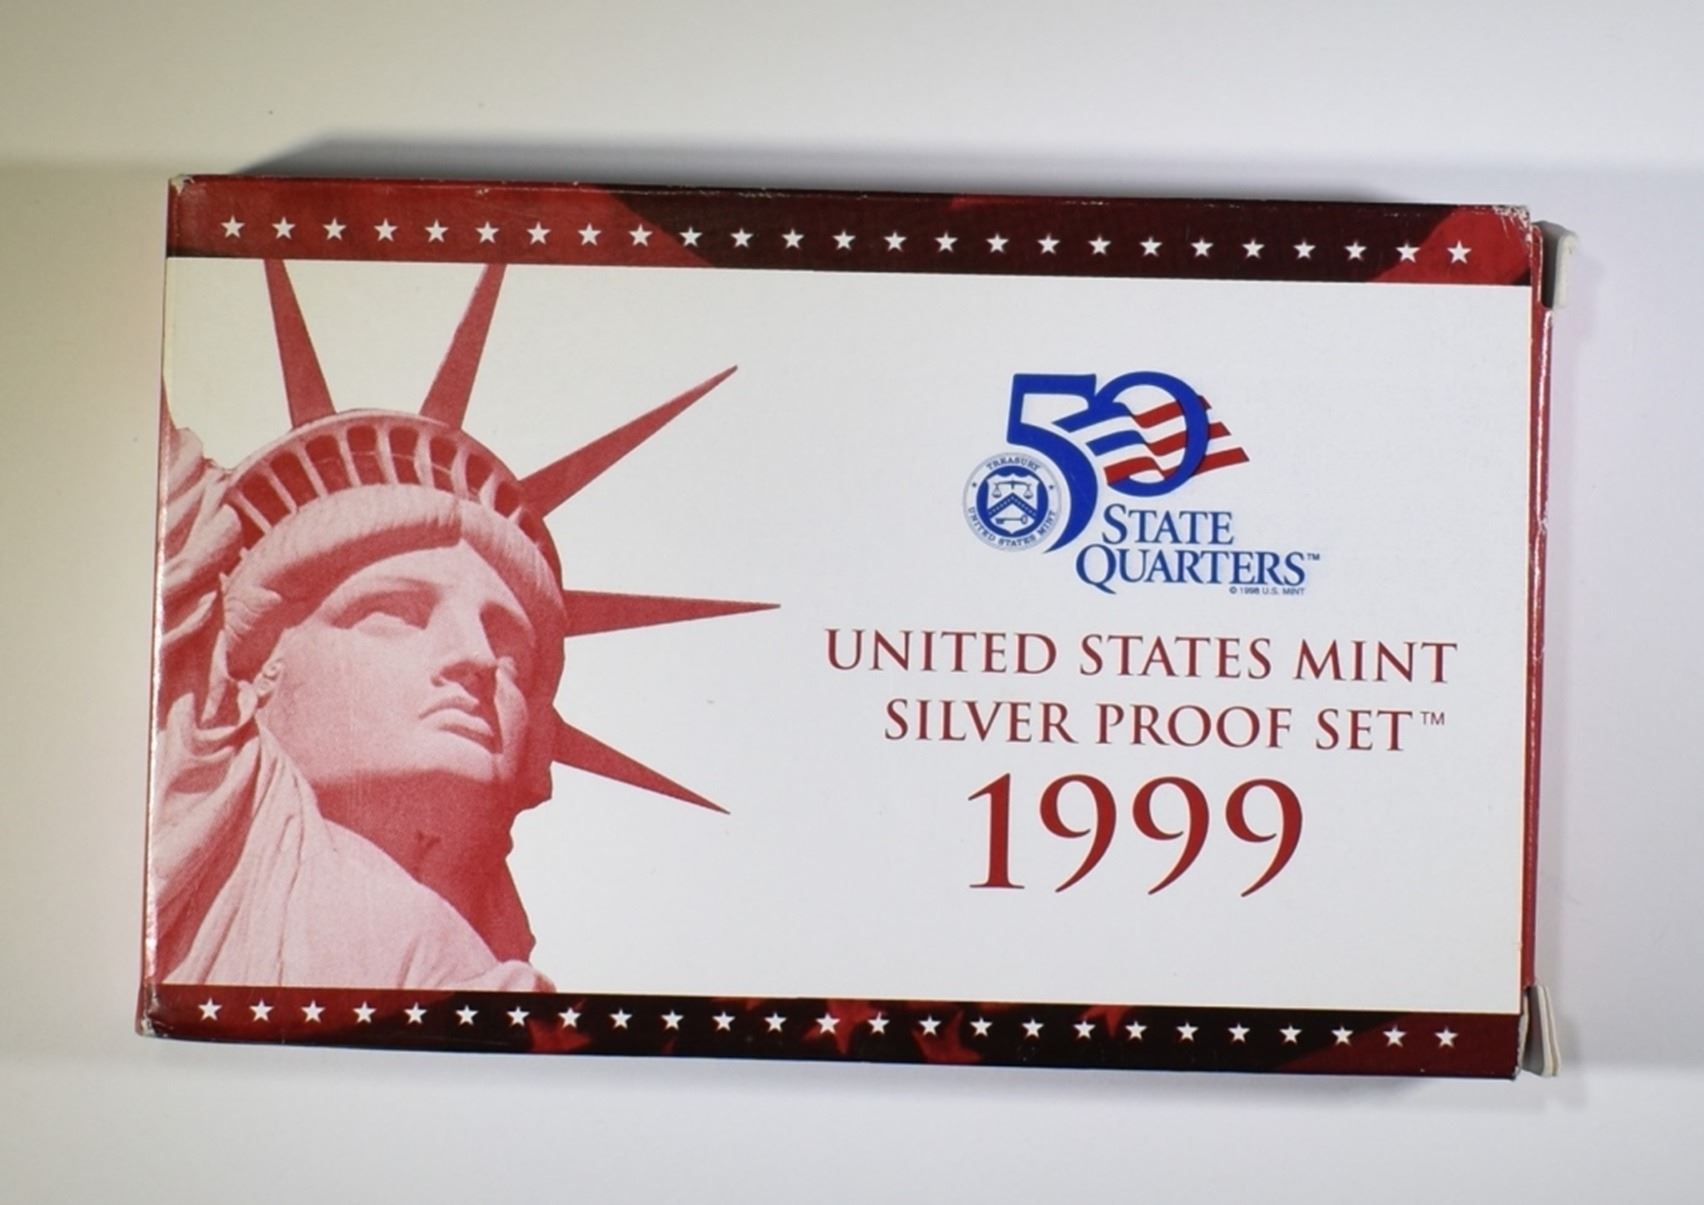 50
TREASURY
UNITED STATES MINT
STATE
QUARTERS™
© 1998 U.S. MINT
UNITED STATES MINT
SILVER PROOF SET™
1999